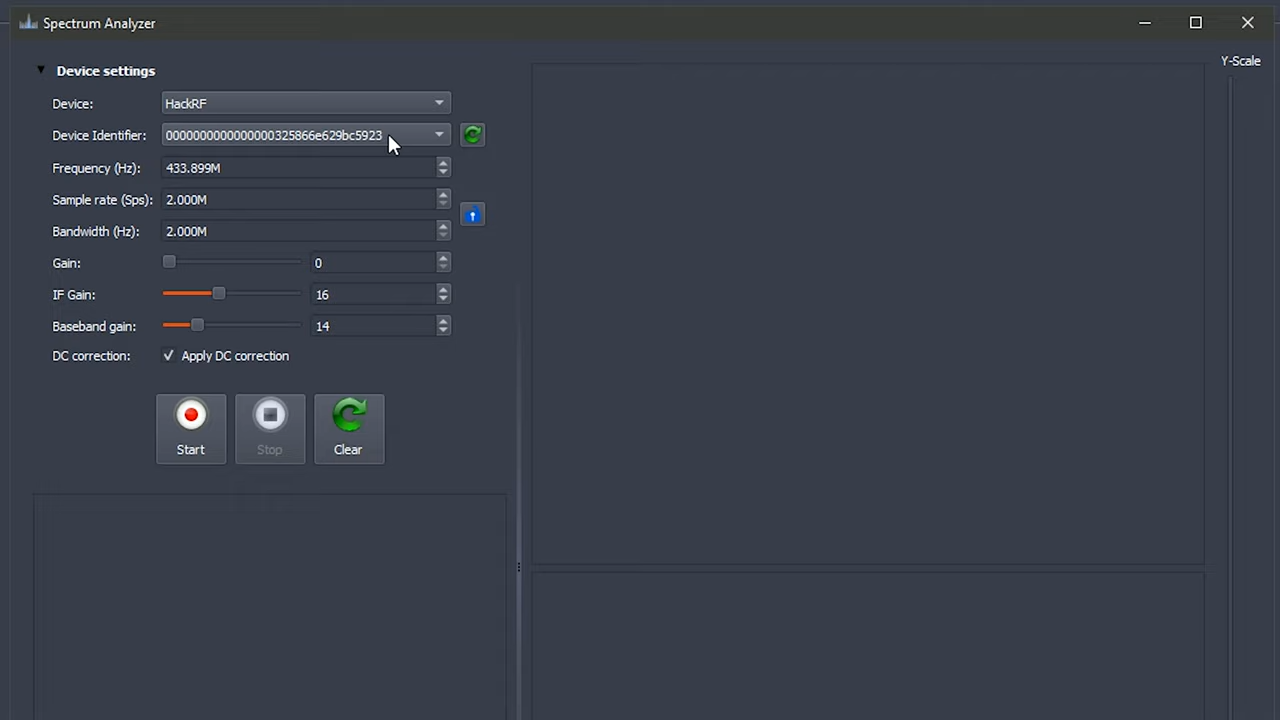 Spectrum Analyzer
Y-Scale
Device settings
Device: HackRF
Device Identifier: 0000000000000000325866e629bc5923
Frequency (Hz): 433.899M
Sample rate (Sps): 2.000M
Bandwidth (Hz): 2.000M
Gain: 0
IF Gain: 16
Baseband gain: 14
DC correction: Apply DC correction
Start Stop Clear